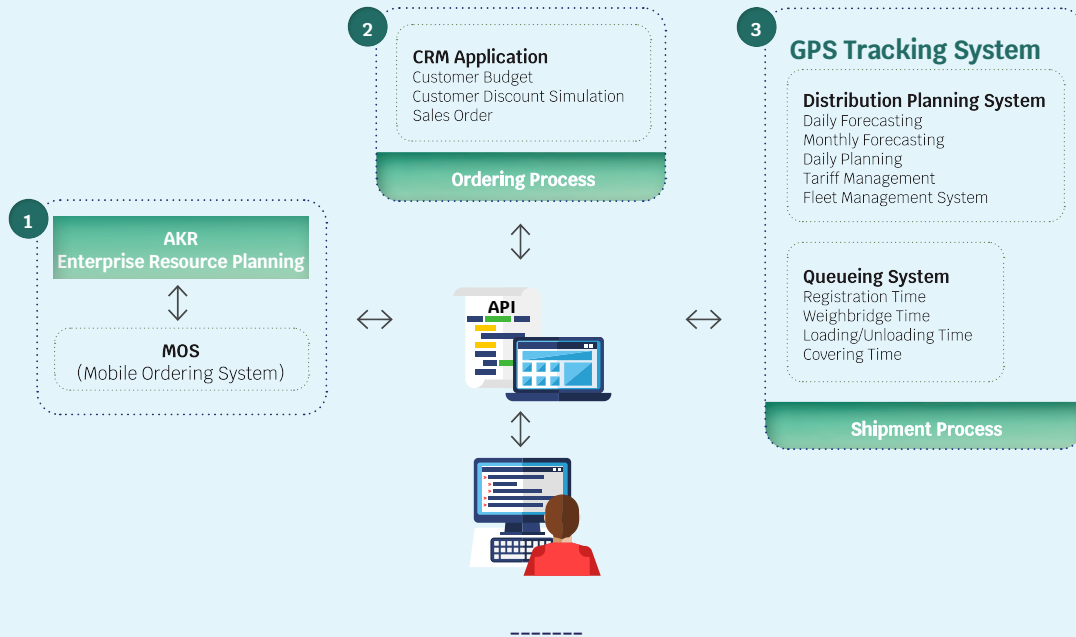 1
AKR
Enterprise Resource Planning
MOS
(Mobile Ordering System)
2
CRM Application
Customer Budget
Customer Discount Simulation
Sales Order
Ordering Process
API
3
GPS Tracking System
Distribution Planning System
Daily Forecasting
Monthly Forecasting
Daily Planning
Tariff Management
Fleet Management System
Queueing System
Registration Time
Weighbridge Time
Loading/Unloading Time
Covering Time
Shipment Process